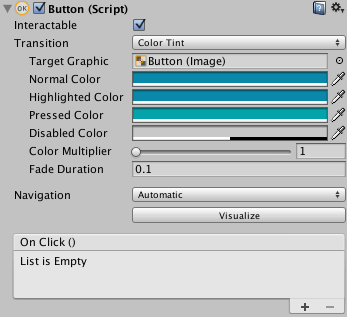 OK Button (Script)
Interactable
Transition Color Tint
Target Graphic Button (Image)
Normal Color
Highlighted Color
Pressed Color
Disabled Color
Color Multiplier 1
Fade Duration 0.1
Navigation Automatic
Visualize
On Click ()
List is Empty
+ −